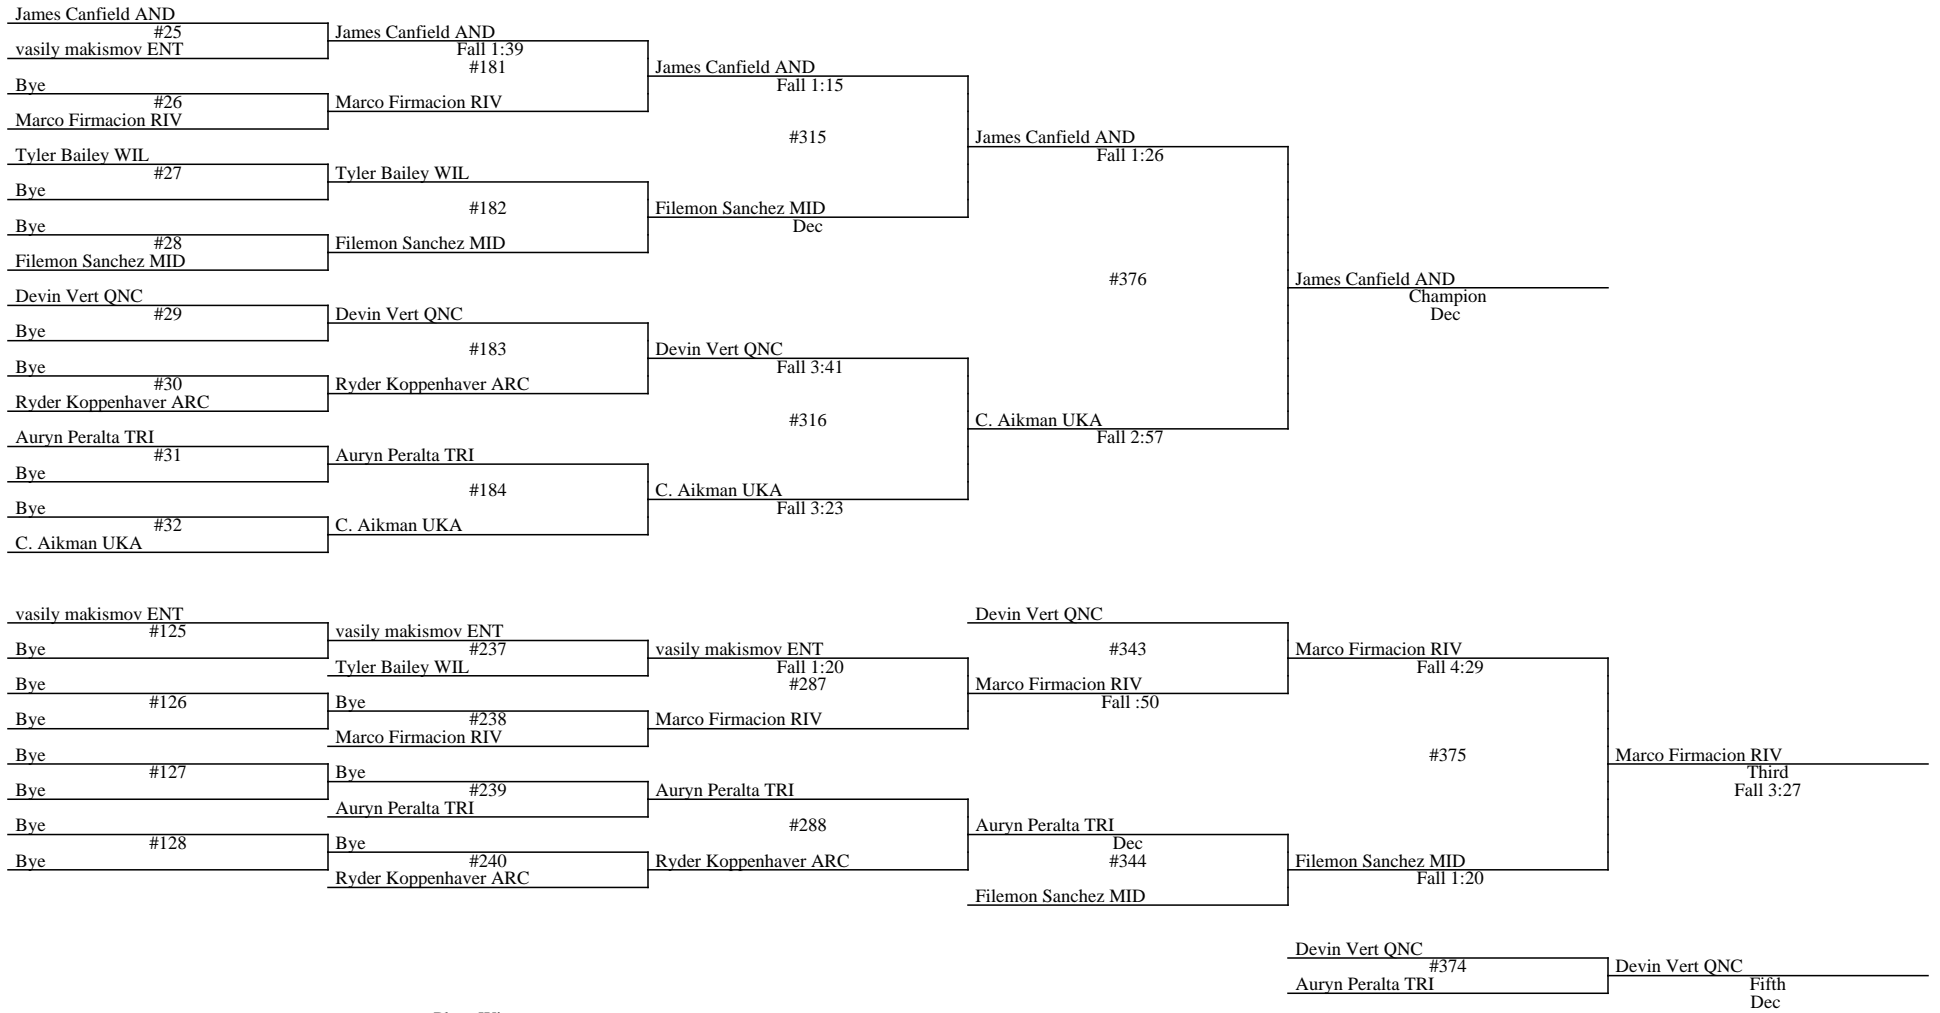 James Canfield AND
#25
vasily makismov ENT
Bye
#26
Marco Firmacion RIV
Tyler Bailey WIL
#27
Bye
Bye
#28
Filemon Sanchez MID
Devin Vert QNC
#29
Bye
Bye
#30
Ryder Koppenhaver ARC
Auryn Peralta TRI
#31
Bye
Bye
#32
C. Aikman UKA
James Canfield AND
Fall 1:39
#181
Marco Firmacion RIV
Tyler Bailey WIL
#182
Filemon Sanchez MID
Devin Vert QNC
#183
Ryder Koppenhaver ARC
Auryn Peralta TRI
#184
C. Aikman UKA
James Canfield AND
Fall 1:15
#315
Filemon Sanchez MID
Dec
Devin Vert QNC
Fall 3:41
#316
C. Aikman UKA
Fall 3:23
James Canfield AND
Fall 1:26
#376
C. Aikman UKA
Fall 2:57
James Canfield AND
Champion
Dec
vasily makismov ENT
#125
Bye
Bye
#126
Bye
Bye
#127
Bye
Bye
#128
Bye
vasily makismov ENT
#237
Tyler Bailey WIL
Bye
#238
Marco Firmacion RIV
Bye
#239
Auryn Peralta TRI
Bye
#240
Ryder Koppenhaver ARC
vasily makismov ENT
Fall 1:20
#287
Marco Firmacion RIV
Auryn Peralta TRI
#288
Ryder Koppenhaver ARC
Devin Vert QNC
#343
Marco Firmacion RIV
Fall :50
Auryn Peralta TRI
Dec
#344
Filemon Sanchez MID
Marco Firmacion RIV
Fall 4:29
#375
Filemon Sanchez MID
Fall 1:20
Marco Firmacion RIV
Third
Fall 3:27
Devin Vert QNC
#374
Auryn Peralta TRI
Devin Vert QNC
Fifth
Dec